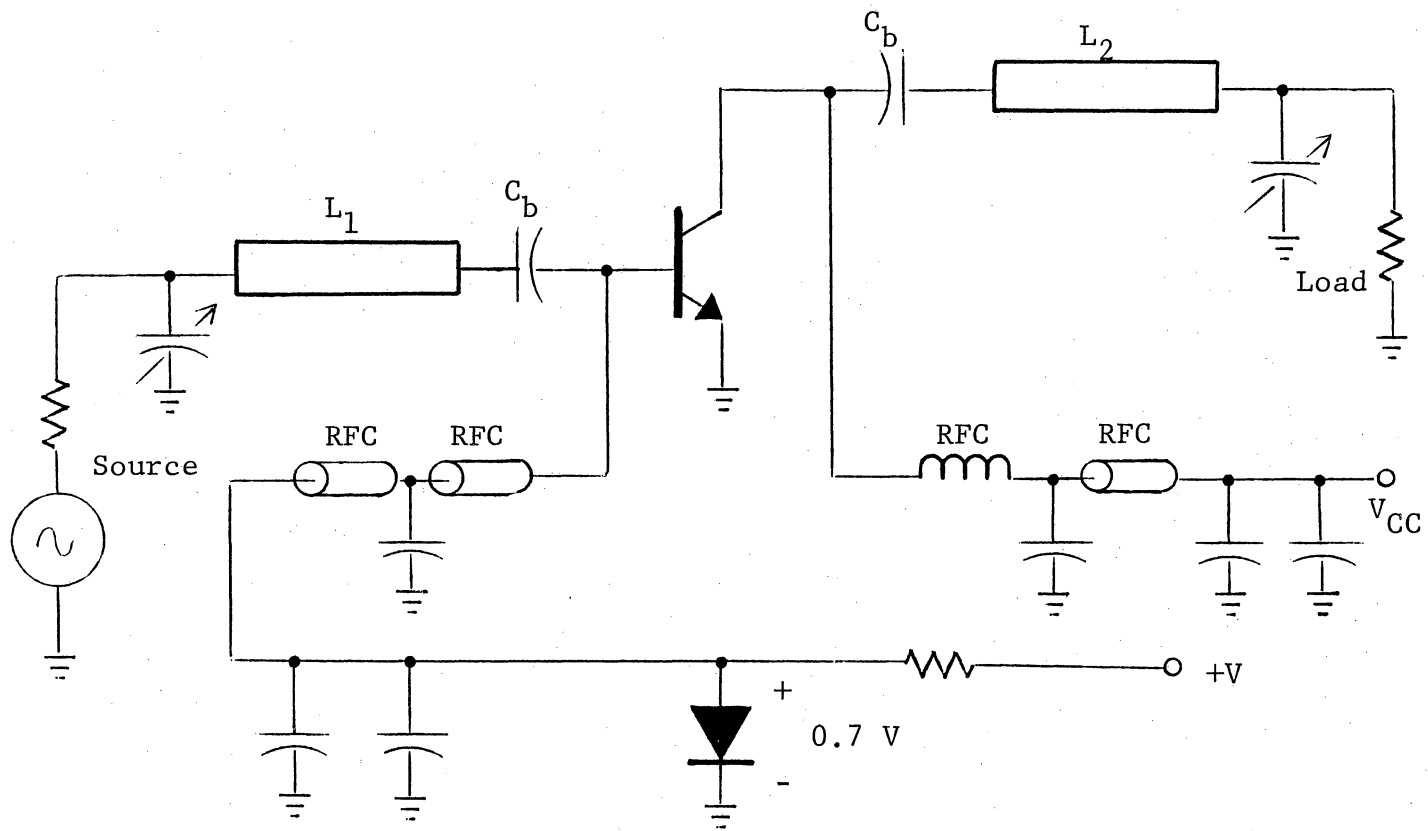 C_b
L_2
C_b
L_1
Load
RFC
RFC
RFC
RFC
Source
V_CC
+V
+
0.7 V
-